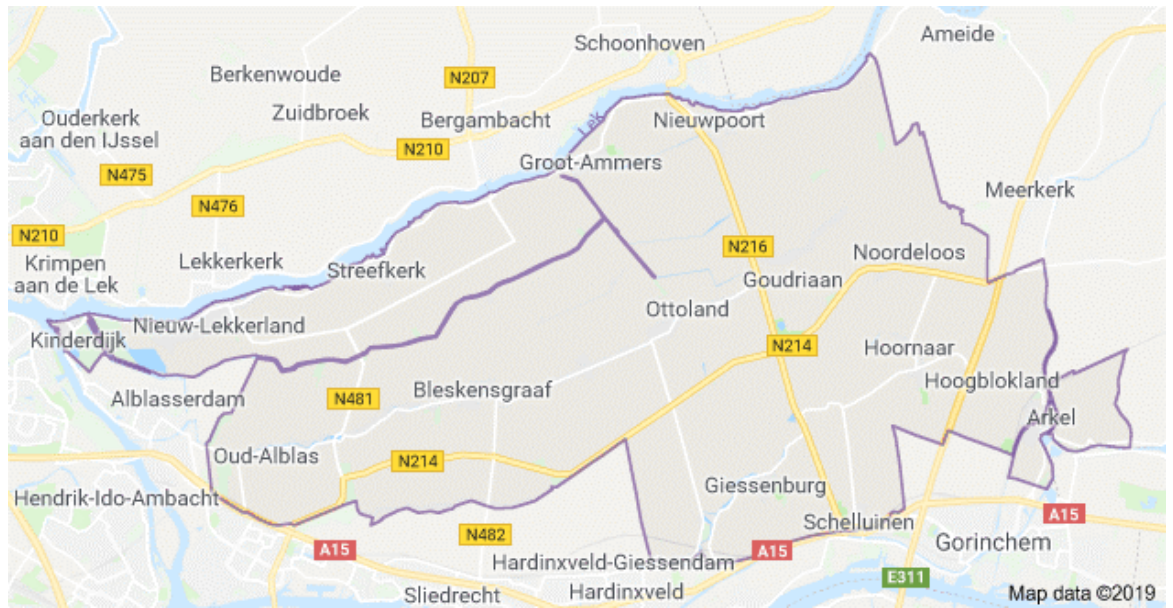 Ameide
Schoonhoven
Berkenwoude
N207
Zuidbroek
Ouderkerk
aan den IJssel
Bergambacht
Lek
Nieuwpoort
N210
Groot-Ammers
N475
Meerkerk
N476
N210
N216
Noordeloos
Krimpen
aan de Lek
Lekkerkerk
Streefkerk
Goudriaan
Ottoland
Nieuw-Lekkerland
Kinderdijk
N214
Hoornaar
Hoogblokland
Alblasserdam
N481
Bleskensgraaf
Arkel
Oud-Alblas
N214
Giessenburg
Hendrik-Ido-Ambacht
A15
Schelluinen
N482
Gorinchem
A15
A15
Hardinxveld-Giessendam
E311
Sliedrecht
Hardinxveld
Map data ©2019